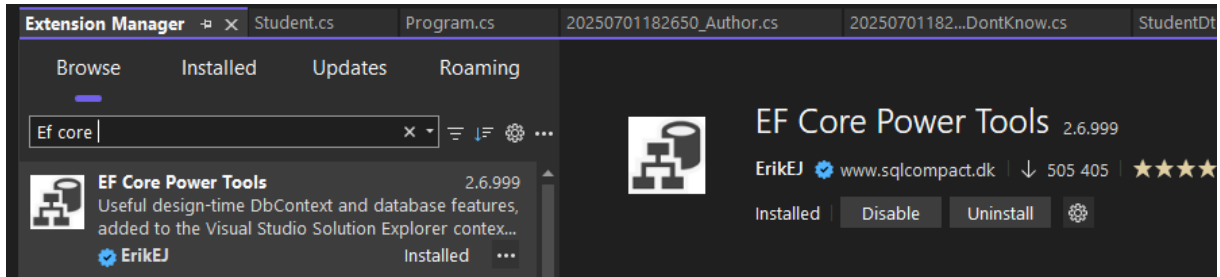 Extension Manager Student.cs Program.cs 20250701182650_Author.cs 20250701182...DontKnow.cs StudentDt
Browse Installed Updates Roaming
Ef core
EF Core Power Tools 2.6.999
Useful design-time DbContext and database features,
added to the Visual Studio Solution Explorer contex...
ErikEJ Installed
EF Core Power Tools 2.6.999
ErikEJ www.sqlcompact.dk 505 405
Installed Disable Uninstall